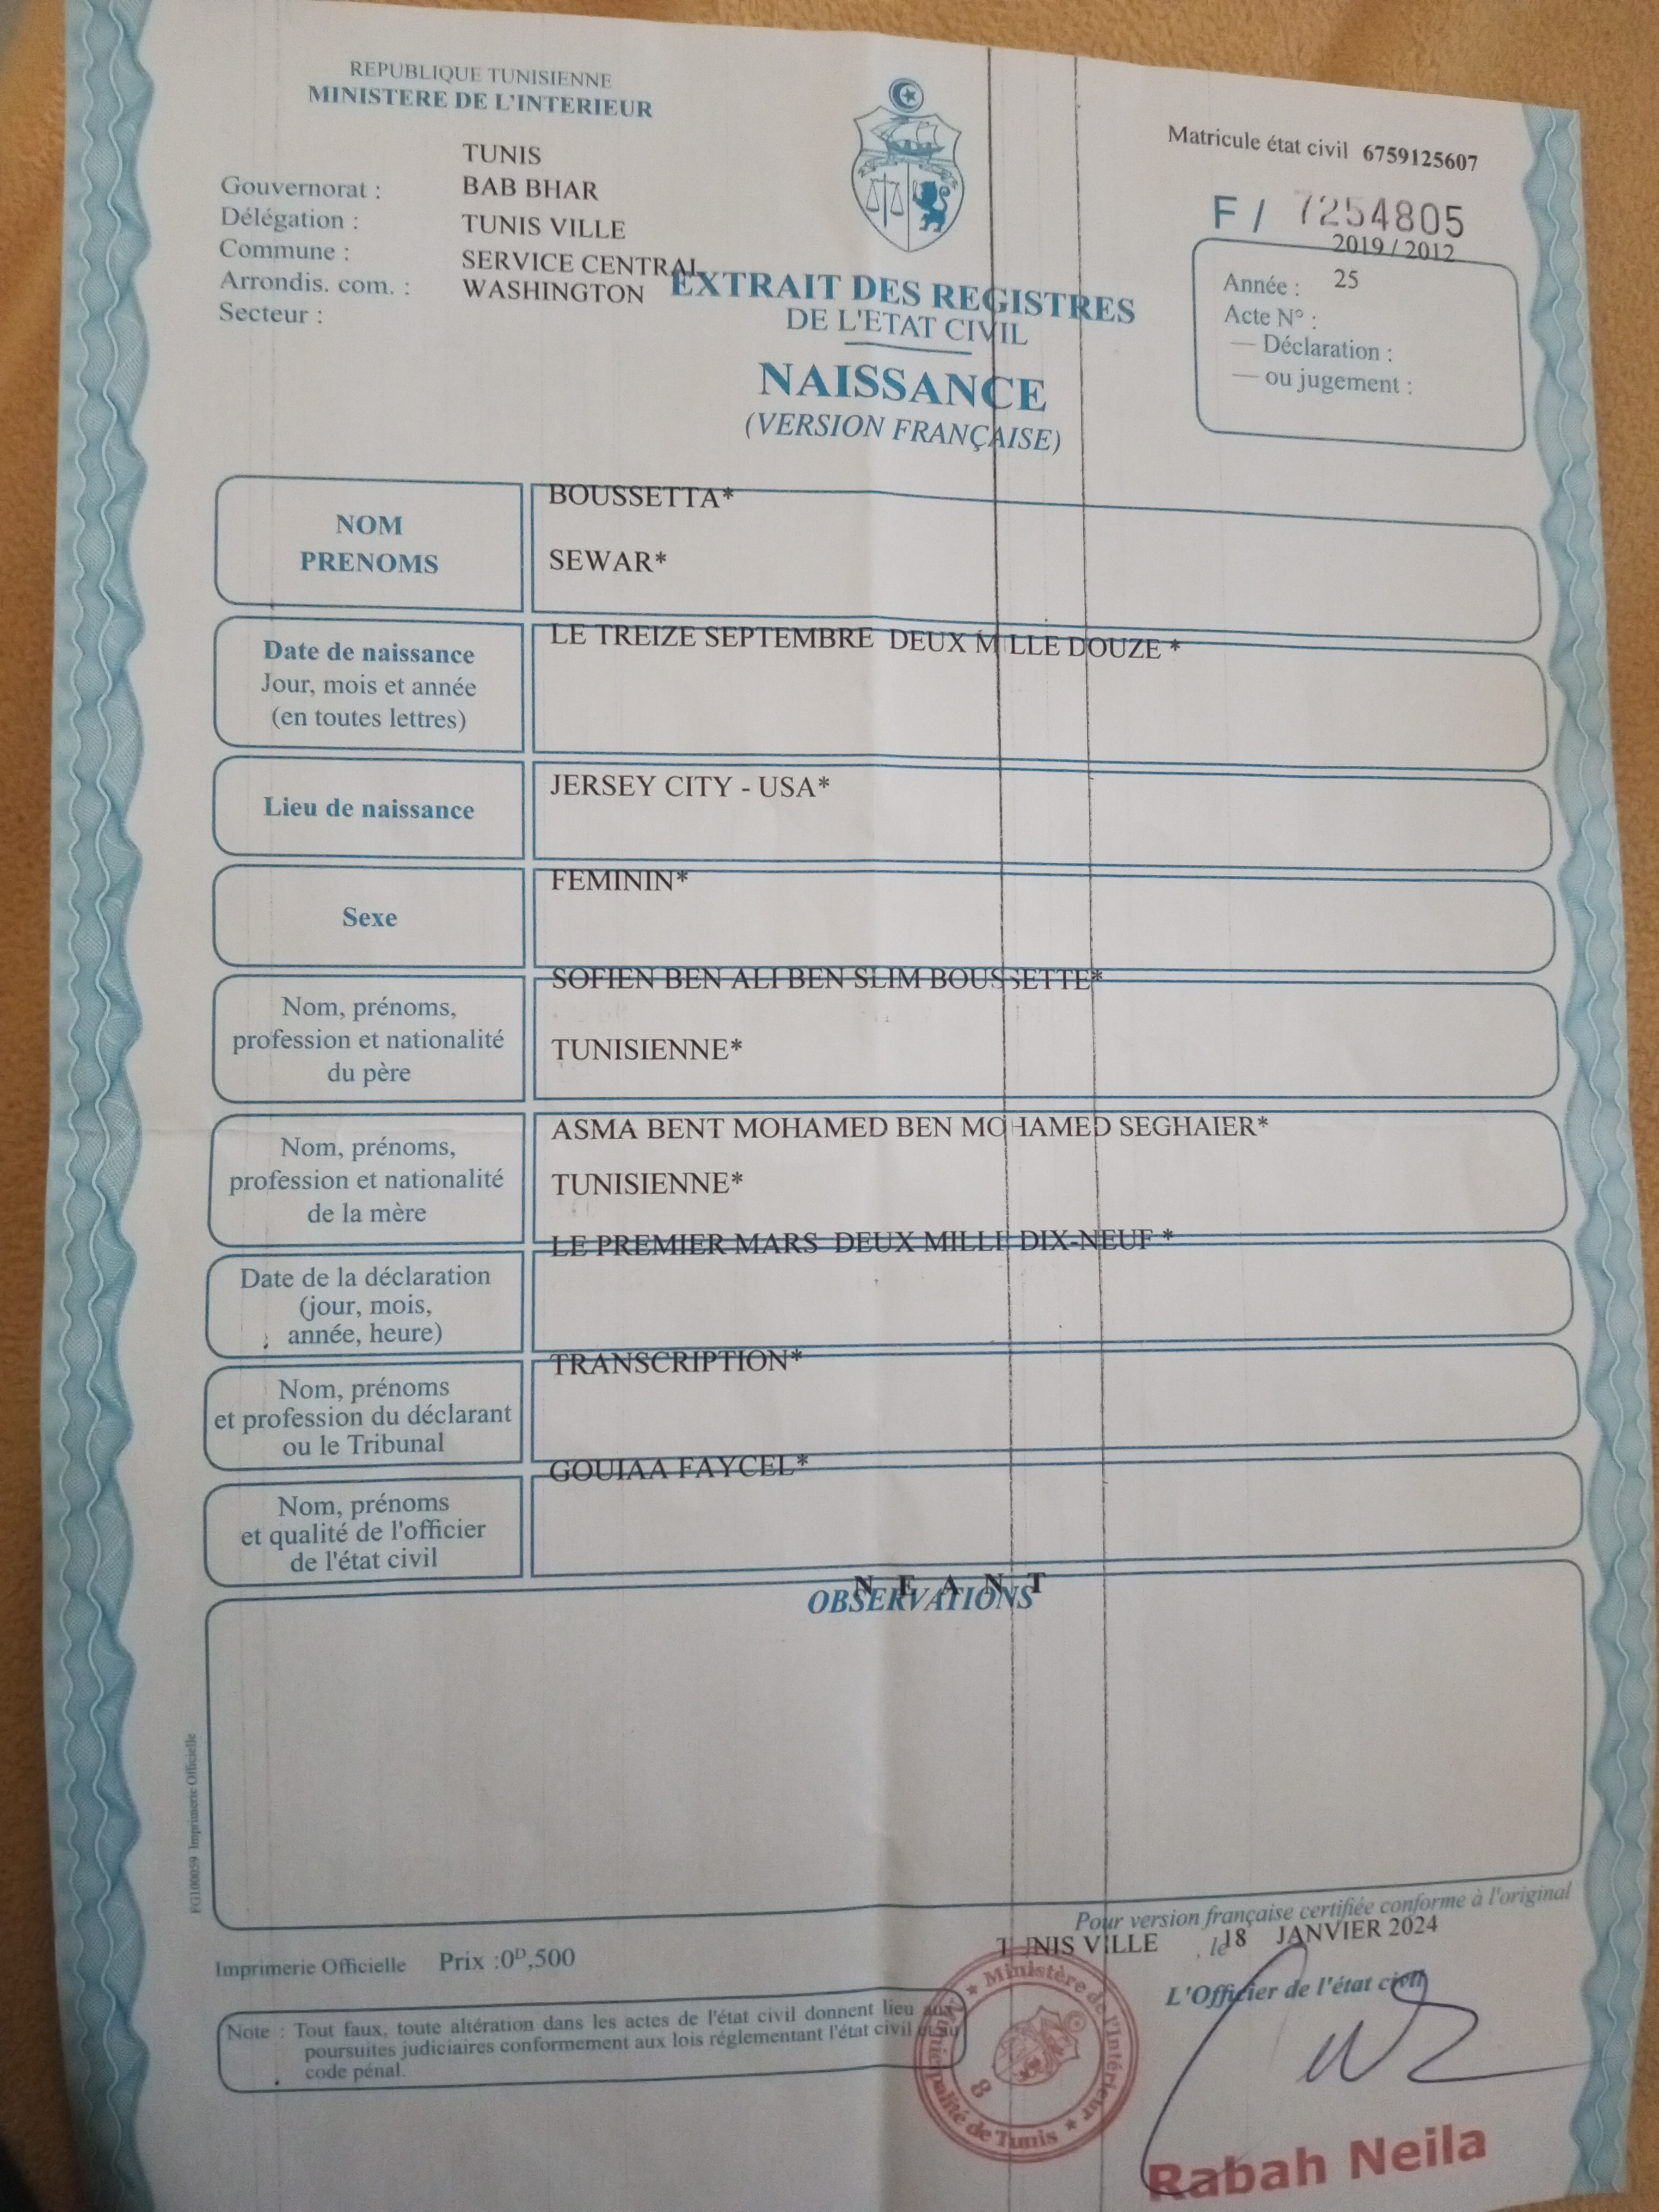 REPUBLIQUE TUNISIENNE
MINISTERE DE L'INTERIEUR
TUNIS
Gouvernorat : BAB BHAR
Délégation : TUNIS VILLE
Commune : SERVICE CENTRAL
Arrondis. com. : WASHINGTON
Secteur :
Matricule état civil 6759125607
F / 7254805
2019 / 2012
Année : 25
Acte N° :
— Déclaration :
— ou jugement :
EXTRAIT DES REGISTRES
DE L'ETAT CIVIL
NAISSANCE
(VERSION FRANÇAISE)
NOM BOUSSETTA*
PRENOMS SEWAR*
Date de naissance LE TREIZE SEPTEMBRE DEUX MILLE DOUZE *
Jour, mois et année
(en toutes lettres)
Lieu de naissance JERSEY CITY - USA*
Sexe FEMININ*
Nom, prénoms, SOFIEN BEN ALI BEN SLIM BOUSSETTE*
profession et nationalité TUNISIENNE*
du père
Nom, prénoms, ASMA BENT MOHAMED BEN MOHAMED SEGHAIER*
profession et nationalité TUNISIENNE*
de la mère
Date de la déclaration LE PREMIER MARS DEUX MILLE DIX-NEUF *
(jour, mois,
année, heure)
Nom, prénoms TRANSCRIPTION*
et profession du déclarant
ou le Tribunal
Nom, prénoms GOUIAA FAYCEL*
et qualité de l'officier
de l'état civil
N E A N T
OBSERVATIONS
FG100059 Imprimerie Officielle
Pour version française certifiée conforme à l'original
TUNIS VILLE , le 18 JANVIER 2024
L'Officier de l'état civil
Imprimerie Officielle Prix :0D,500
Note : Tout faux, toute altération dans les actes de l'état civil donnent lieu aux
poursuites judiciaires conformement aux lois réglementant l'état civil et au
code pénal.
Ministère de l'Intérieur
Municipalité de Tunis
8
Rabah Neila